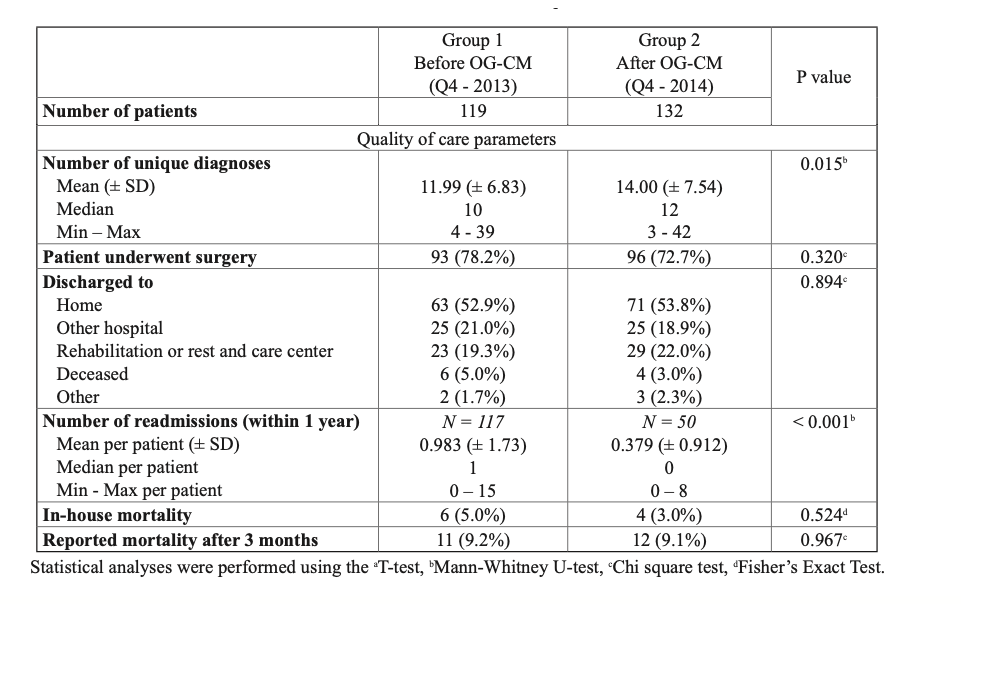 Group 1 Group 2
Before OG-CM After OG-CM P value
(Q4 - 2013) (Q4 - 2014)
Number of patients 119 132
Quality of care parameters
Number of unique diagnoses 0.015ᵇ
Mean (± SD) 11.99 (± 6.83) 14.00 (± 7.54)
Median 10 12
Min – Max 4 - 39 3 - 42
Patient underwent surgery 93 (78.2%) 96 (72.7%) 0.320ᶜ
Discharged to 0.894ᶜ
Home 63 (52.9%) 71 (53.8%)
Other hospital 25 (21.0%) 25 (18.9%)
Rehabilitation or rest and care center 23 (19.3%) 29 (22.0%)
Deceased 6 (5.0%) 4 (3.0%)
Other 2 (1.7%) 3 (2.3%)
Number of readmissions (within 1 year) N = 117 N = 50 < 0.001ᵇ
Mean per patient (± SD) 0.983 (± 1.73) 0.379 (± 0.912)
Median per patient 1 0
Min - Max per patient 0 – 15 0 – 8
In-house mortality 6 (5.0%) 4 (3.0%) 0.524ᵈ
Reported mortality after 3 months 11 (9.2%) 12 (9.1%) 0.967ᶜ
Statistical analyses were performed using the ᵃT-test, ᵇMann-Whitney U-test, ᶜChi square test, ᵈFisher's Exact Test.